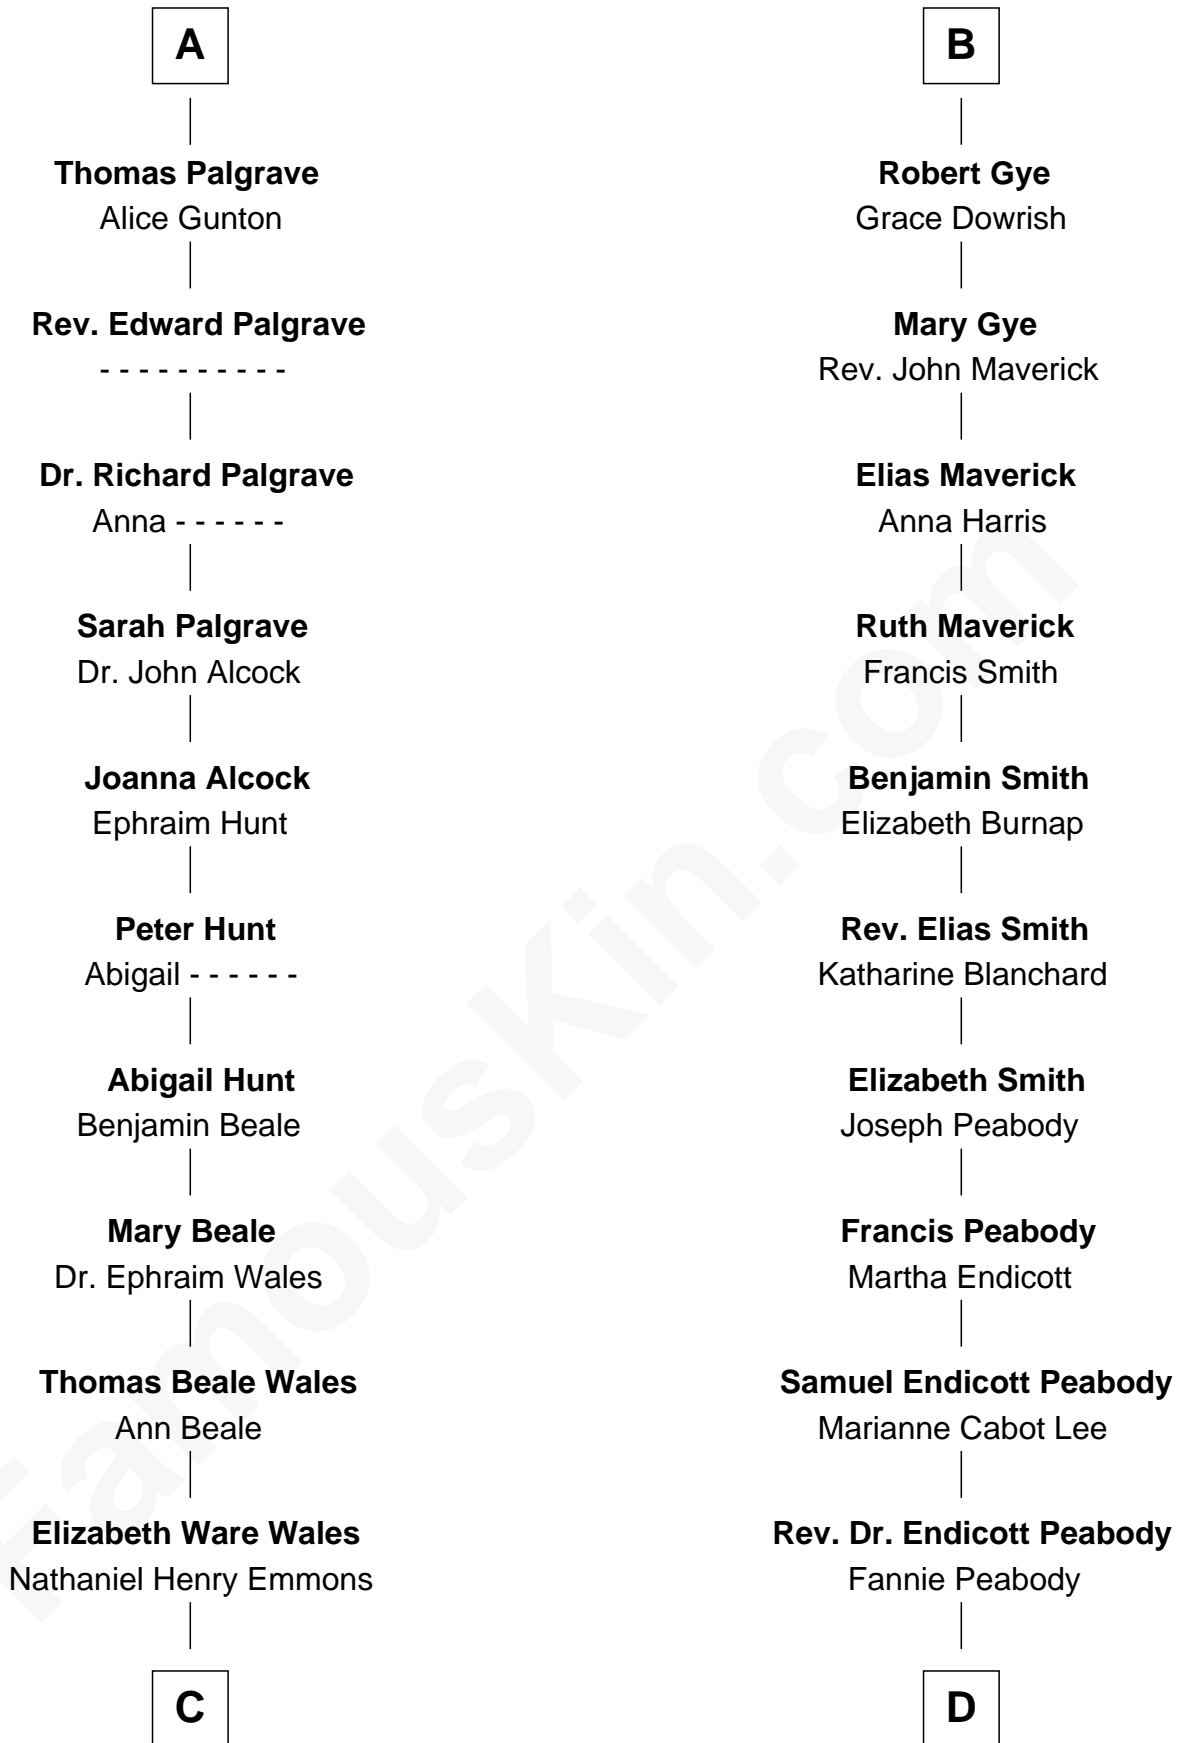 A
Thomas Palgrave
Alice Gunton
Rev. Edward Palgrave
- - - - - - - - - -
Dr. Richard Palgrave
Anna - - - - - -
Sarah Palgrave
Dr. John Alcock
Joanna Alcock
Ephraim Hunt
Peter Hunt
Abigail - - - - - -
Abigail Hunt
Benjamin Beale
Mary Beale
Dr. Ephraim Wales
Thomas Beale Wales
Ann Beale
Elizabeth Ware Wales
Nathaniel Henry Emmons
C
B
Robert Gye
Grace Dowrish
Mary Gye
Rev. John Maverick
Elias Maverick
Anna Harris
Ruth Maverick
Francis Smith
Benjamin Smith
Elizabeth Burnap
Rev. Elias Smith
Katharine Blanchard
Elizabeth Smith
Joseph Peabody
Francis Peabody
Martha Endicott
Samuel Endicott Peabody
Marianne Cabot Lee
Rev. Dr. Endicott Peabody
Fannie Peabody
D
FamousKin.com